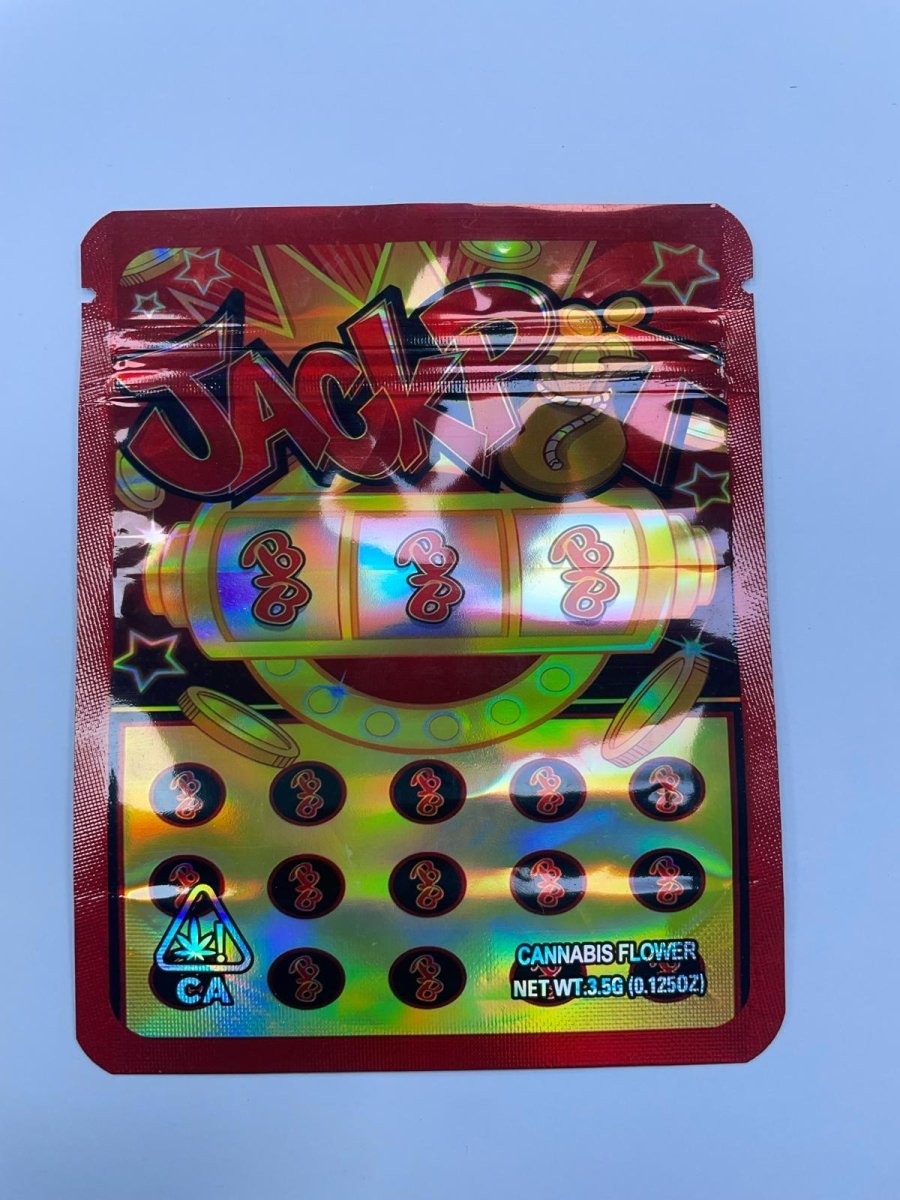 JACKPOT
CANNABIS FLOWER
NET WT:3.5G (0.125OZ)
CA